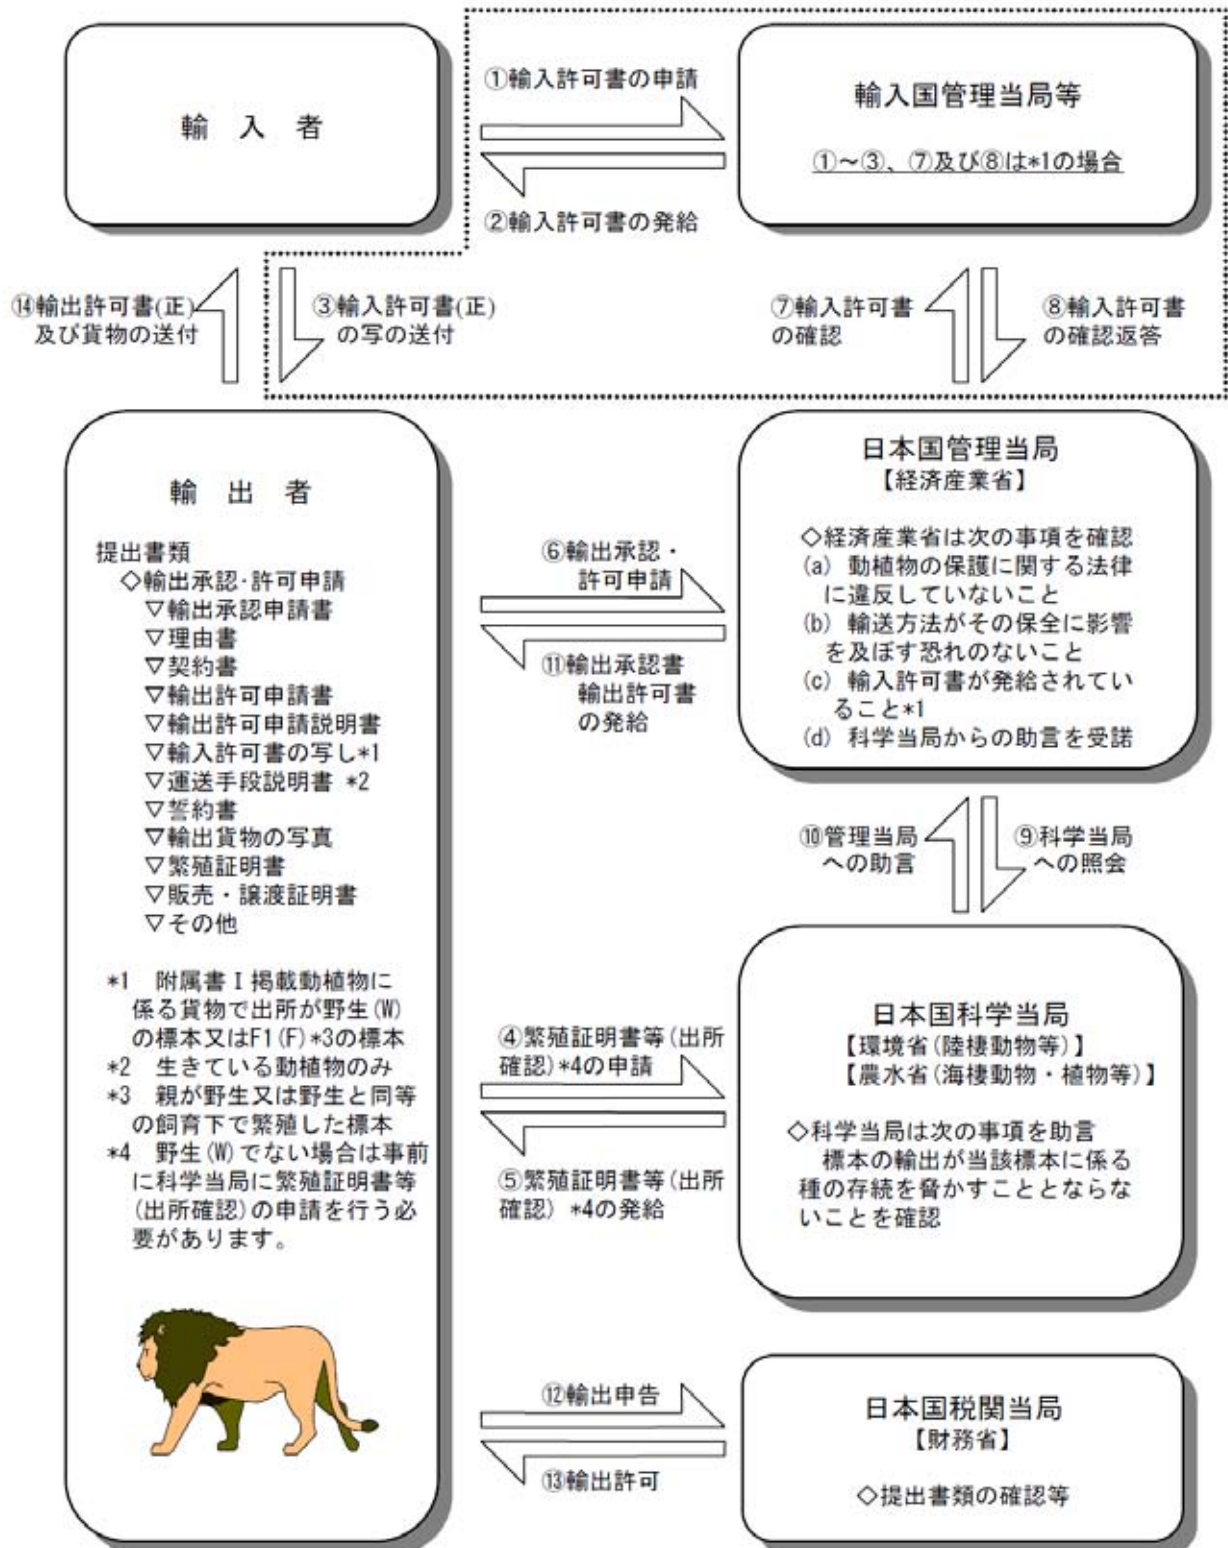 輸入者
①輸入許可書の申請
②輸入許可書の発給
輸入国管理当局等
①～③、⑦及び⑧は*1の場合
⑭輸出許可書(正)
及び貨物の送付
③輸入許可書(正)
の写の送付
⑦輸入許可書
の確認
⑧輸入許可書
の確認返答
輸出者
提出書類
◇輸出承認・許可申請
▽輸出承認申請書
▽理由書
▽契約書
▽輸出許可申請書
▽輸出許可申請説明書
▽輸入許可書の写し*1
▽運送手段説明書 *2
▽誓約書
▽輸出貨物の写真
▽繁殖証明書
▽販売・譲渡証明書
▽その他
*1 附属書Ⅰ掲載動植物に
係る貨物で出所が野生(W)
の標本又はF1(F)*3の標本
*2 生きている動植物のみ
*3 親が野生又は野生と同等
の飼育下で繁殖した標本
*4 野生(W)でない場合は事前
に科学当局に繁殖証明書等
(出所確認)の申請を行う必
要があります。
⑥輸出承認・
許可申請
⑪輸出承認書
輸出許可書
の発給
日本国管理当局
【経済産業省】
◇経済産業省は次の事項を確認
(a) 動植物の保護に関する法律
に違反していないこと
(b) 輸送方法がその保全に影響
を及ぼす恐れのないこと
(c) 輸入許可書が発給されてい
ること*1
(d) 科学当局からの助言を受諾
⑩管理当局
への助言
⑨科学当局
への照会
④繁殖証明書等(出所
確認)*4の申請
⑤繁殖証明書等(出所
確認) *4の発給
日本国科学当局
【環境省(陸棲動物等)】
【農水省(海棲動物・植物等)】
◇科学当局は次の事項を助言
標本の輸出が当該標本に係る
種の存続を脅かすこととならな
いことを確認
⑫輸出申告
⑬輸出許可
日本国税関当局
【財務省】
◇提出書類の確認等